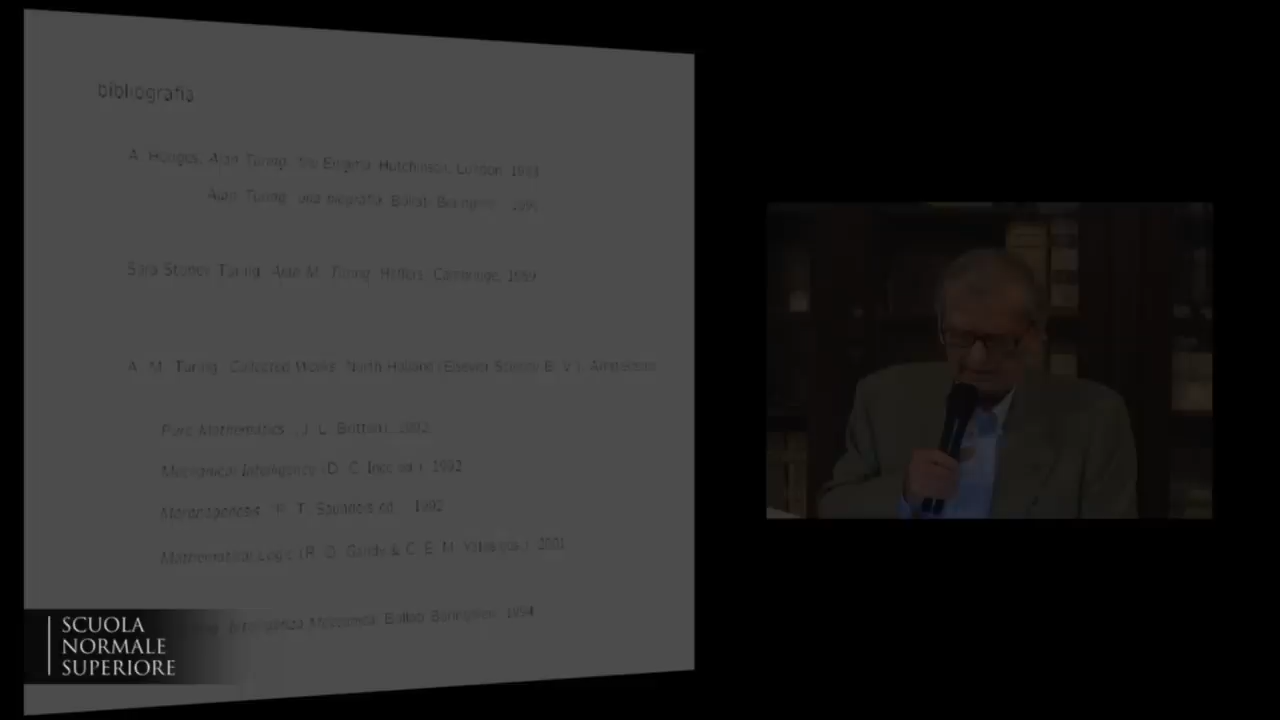 bibliografia
A. Hodges, Alan Turing: the Enigma, Hutchinson, London, 1983
Alan Turing: una biografia, Bollati Boringhieri,
Sara Stoney Turing, Alan M. Turing, Heffers, Cambridge, 1959
A. M. Turing, Collected Works, North Holland (Elsevier Science B. V.), Amsterdam
Pure Mathematics (J. L. Britton), 1992
Mechanical Intelligence (D. C. Ince ed.), 1992
Morphogenesis (P. T. Saunders ed.), 1992
Mathematical Logic (R. O. Gandy & C. E. M. Yates eds.), 2001
Intelligenza Meccanica, Bollati Boringhieri, 1994
SCUOLA
NORMALE
SUPERIORE